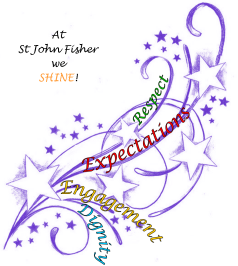 At
St John Fisher
we
SHINE!
Respect
Expectations
Engagement
Dignity